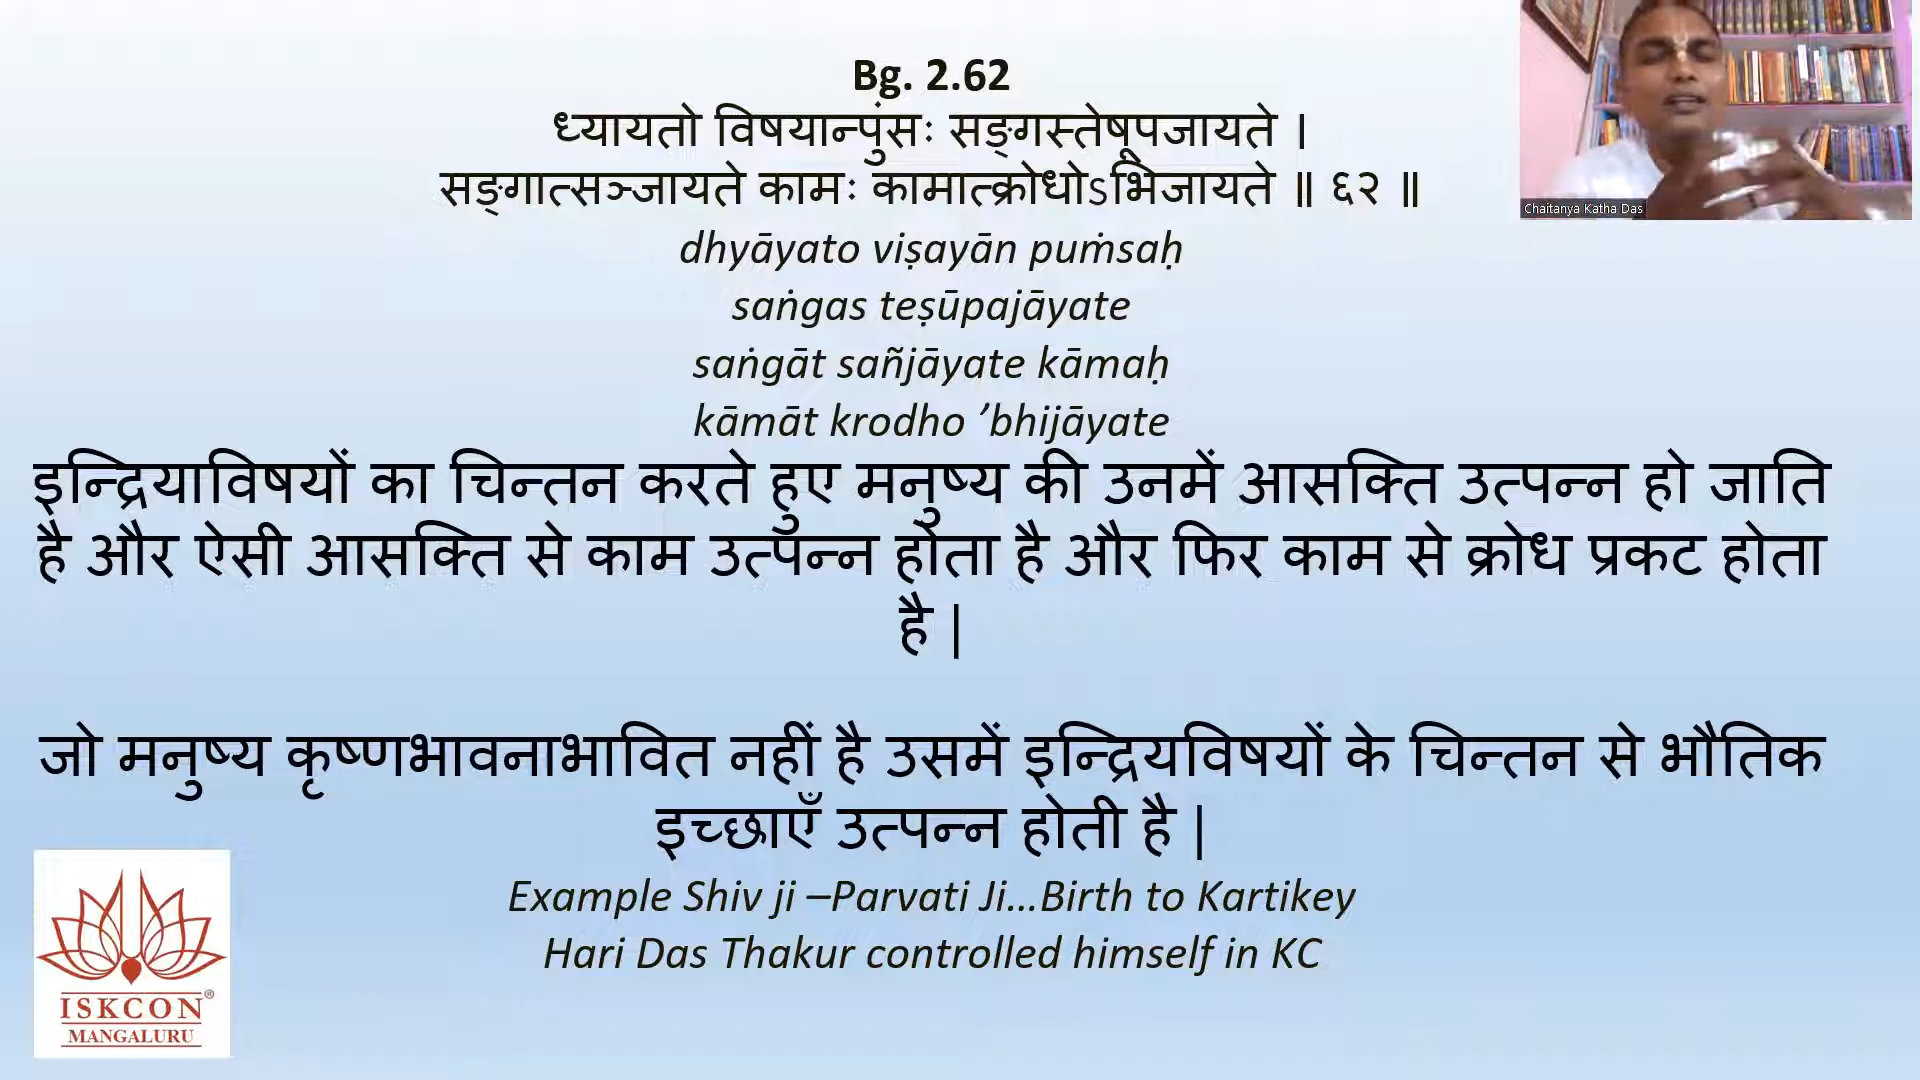 Bg. 2.62
ध्यायतो विषयान्पुंसः सङ्गस्तेषूपजायते |
सङ्गात्सञ्जायते कामः कामात्क्रोधोऽभिजायते ॥ ६२ ॥
dhyāyato viṣayān puṁsaḥ
saṅgas teṣūpajāyate
saṅgāt sañjāyate kāmaḥ
kāmāt krodho ’bhijāyate
इन्द्रियाविषयों का चिन्तन करते हुए मनुष्य की उनमें आसक्ति उत्पन्न हो जाति
है और ऐसी आसक्ति से काम उत्पन्न होता है और फिर काम से क्रोध प्रकट होता
है |
जो मनुष्य कृष्णभावनाभावित नहीं है उसमें इन्द्रियविषयों के चिन्तन से भौतिक
इच्छाएँ उत्पन्न होती है |
Example Shiv ji –Parvati Ji…Birth to Kartikey
Hari Das Thakur controlled himself in KC
Chaitanya Katha Das
ISKCON®
MANGALURU